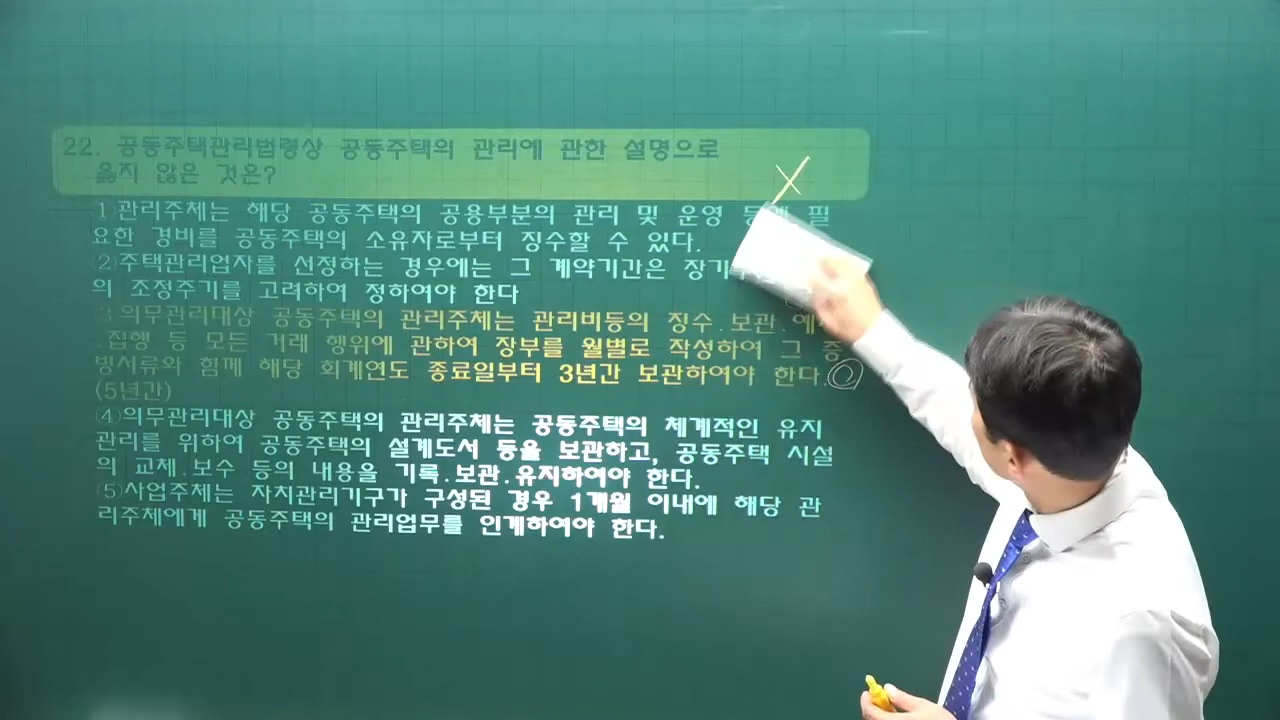 22. 공동주택관리법령상 공동주택의 관리에 관한 설명으로
옳지 않은 것은?
①관리주체는 해당 공동주택의 공용부분의 관리 및 운영 필
요한 경비를 공동주택의 소유자로부터 징수할 수 있다.
②주택관리업자를 선정하는 경우에는 그 계약기간은
의 조정주기를 고려하여 정하여야 한다
③의무관리대상 공동주택의 관리주체는 관리비등의 징수.보관.
.집행 등 모든 거래 행위에 관하여 장부를 월별로 작성하여 그 증
빙서류와 함께 해당 회계연도 종료일부터 3년간 보관하여야 한다.
(5년간)
④의무관리대상 공동주택의 관리주체는 공동주택의 체계적인 유지
관리를 위하여 공동주택의 설계도서 등을 보관하고, 공동주택 시설
의 교체.보수 등의 내용을 기록.보관.유지하여야 한다.
⑤사업주체는 자치관리기구가 구성된 경우 1개월 이내에 해당 관
리주체에게 공동주택의 관리업무를 인계하여야 한다.